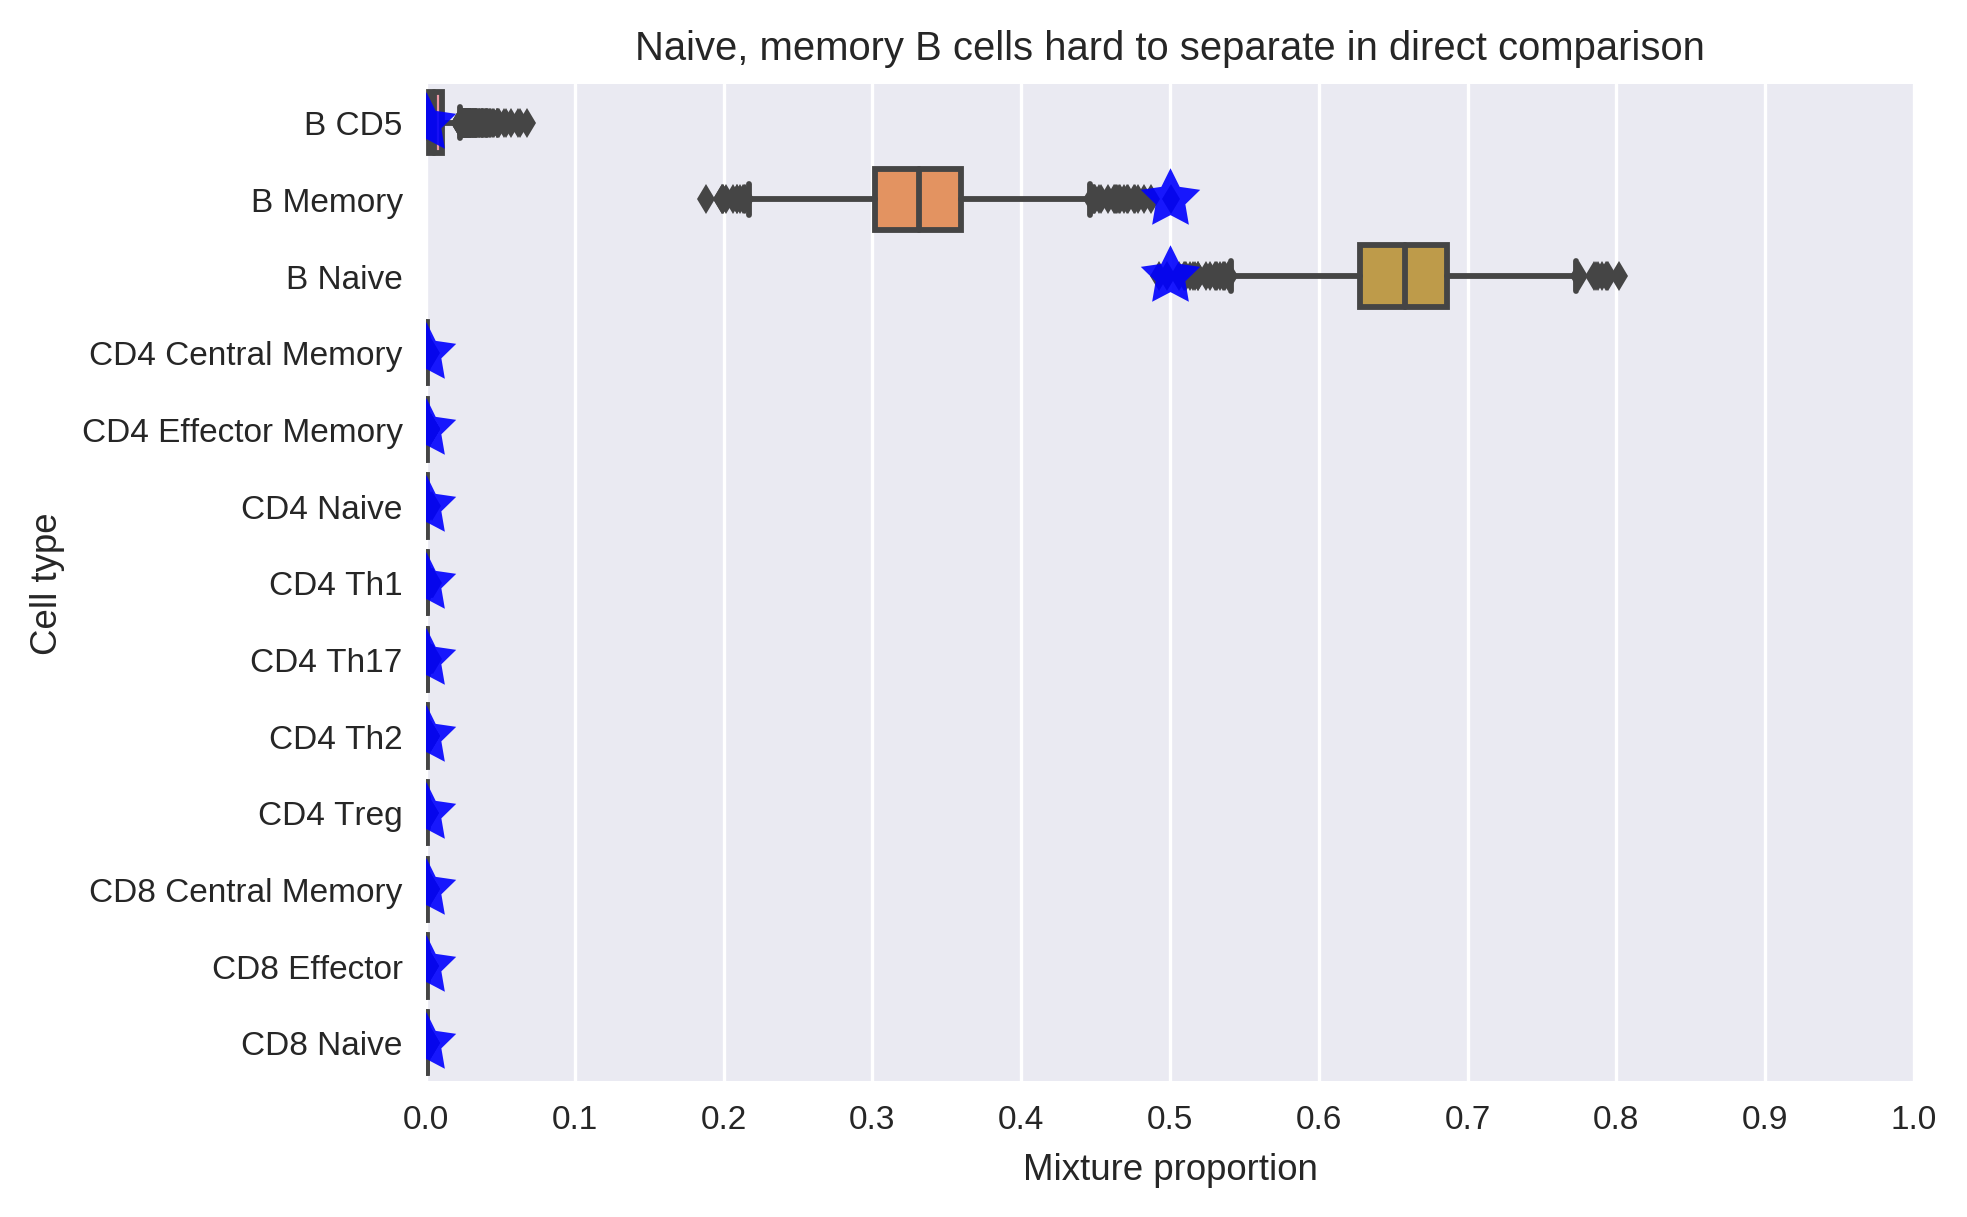 Naive, memory B cells hard to separate in direct comparison
B CD5
B Memory
B Naive
CD4 Central Memory
CD4 Effector Memory
CD4 Naive
CD4 Th1
CD4 Th17
CD4 Th2
CD4 Treg
CD8 Central Memory
CD8 Effector
CD8 Naive
Cell type
0.0 0.1 0.2 0.3 0.4 0.5 0.6 0.7 0.8 0.9 1.0
Mixture proportion